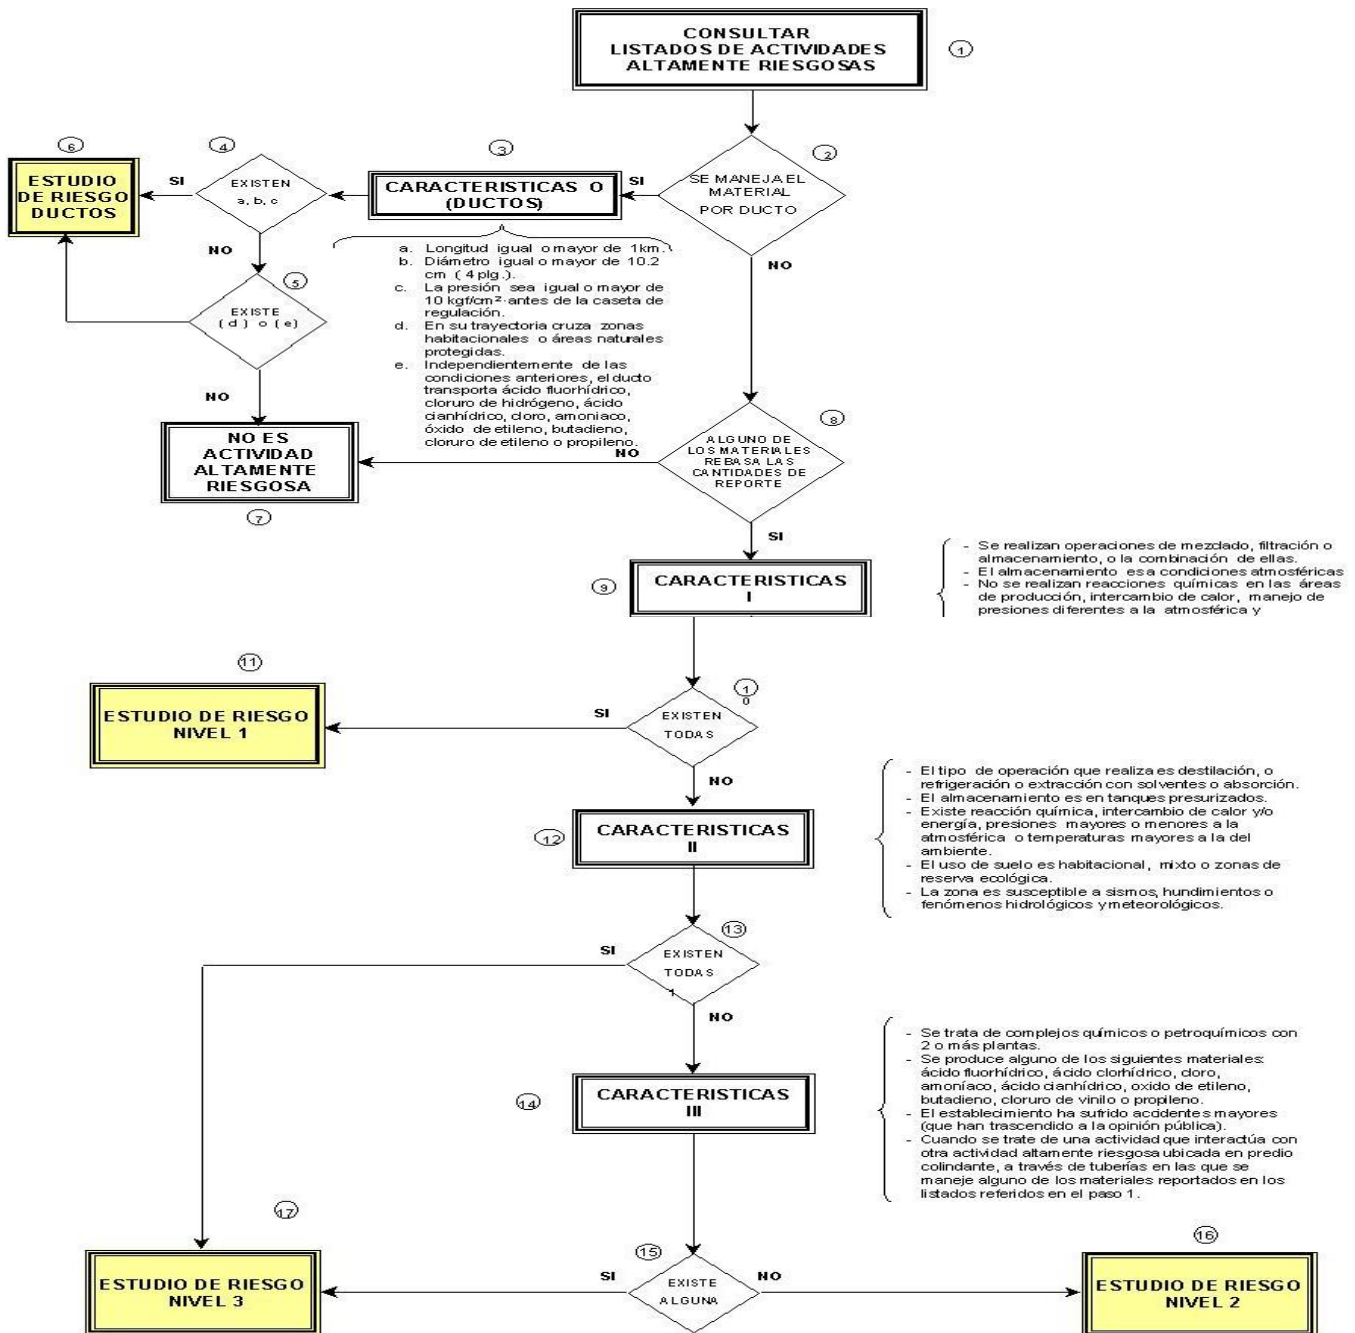 CONSULTAR
LISTADOS DE ACTIVIDADES
ALTAMENTE RIESGOSAS
1
2
SE MANEJA EL
MATERIAL
POR DUCTO
SI
NO
3
CARACTERISTICAS O
(DUCTOS)
a. Longitud igual o mayor de 1km.
b. Diámetro igual o mayor de 10.2
cm ( 4 plg.).
c. La presión sea igual o mayor de
10 kgf/cm² antes de la caseta de
regulación.
d. En su trayectoria cruza zonas
habitacionales o áreas naturales
protegidas.
e. Independientemente de las
condiciones anteriores, el ducto
transporta ácido fluorhídrico,
cloruro de hidrógeno, ácido
cianhídrico, cloro, amoniaco,
óxido de etileno, butadieno,
cloruro de etileno o propileno.
4
EXISTEN
a, b, c
SI
NO
6
ESTUDIO
DE RIESGO
DUCTOS
5
EXISTE
( d ) o ( e )
NO
NO ES
ACTIVIDAD
ALTAMENTE
RIESGOSA
7
8
ALGUNO DE
LOS MATERIALES
REBASA LAS
CANTIDADES DE
REPORTE
NO
SI
9
CARACTERISTICAS
I
- Se realizan operaciones de mezclado, filtración o
almacenamiento, o la combinación de ellas.
- El almacenamiento es a condiciones atmosféricas
- No se realizan reacciones químicas en las áreas
de producción, intercambio de calor, manejo de
presiones diferentes a la atmosférica y
10
EXISTEN
TODAS
SI
NO
11
ESTUDIO DE RIESGO
NIVEL 1
12
CARACTERISTICAS
II
- El tipo de operación que realiza es destilación, o
refrigeración o extracción con solventes o absorción.
- El almacenamiento es en tanques presurizados.
- Existe reacción química, intercambio de calor y/o
energía, presiones mayores o menores a la
atmosférica o temperaturas mayores a la del
ambiente.
- El uso de suelo es habitacional, mixto o zonas de
reserva ecológica.
- La zona es susceptible a sismos, hundimientos o
fenómenos hidrológicos y meteorológicos.
13
EXISTEN
TODAS
SI
NO
14
CARACTERISTICAS
III
- Se trata de complejos químicos o petroquímicos con
2 o más plantas.
- Se produce alguno de los siguientes materiales:
ácido fluorhídrico, ácido clorhídrico, cloro,
amoníaco, ácido cianhídrico, oxido de etileno,
butadieno, cloruro de vinilo o propileno.
- El establecimiento ha sufrido accidentes mayores
(que han trascendido a la opinión pública).
- Cuando se trate de una actividad que interactúa con
otra actividad altamente riesgosa ubicada en predio
colindante, a través de tuberías en las que se
maneje alguno de los materiales reportados en los
listados referidos en el paso 1.
15
EXISTE
ALGUNA
SI
NO
17
ESTUDIO DE RIESGO
NIVEL 3
16
ESTUDIO DE RIESGO
NIVEL 2